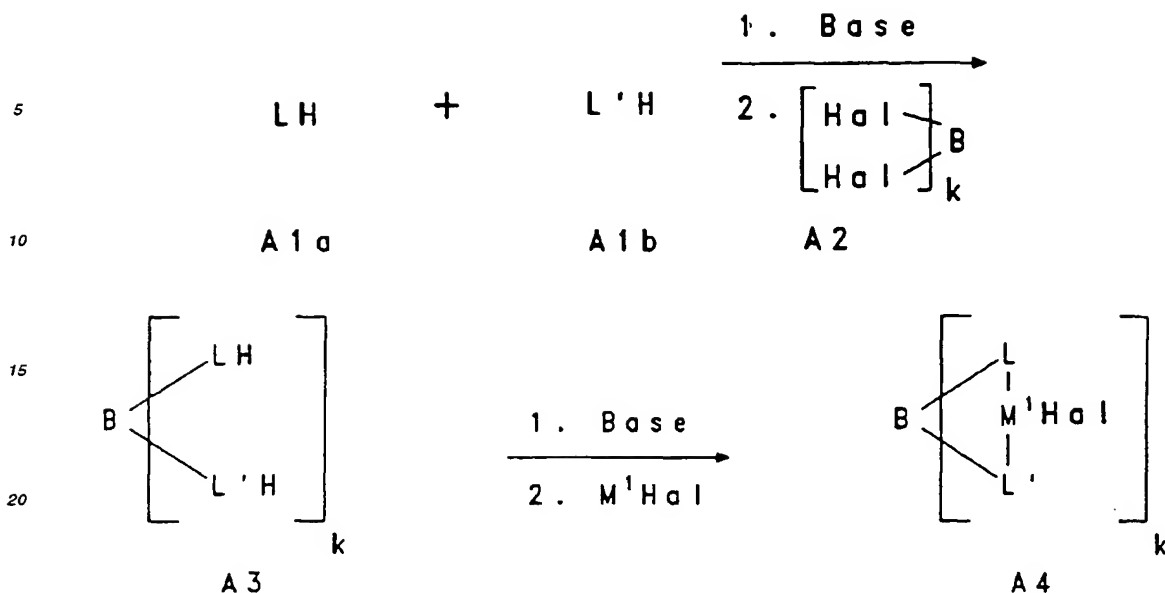 1. Base
5
LH + L'H
2. [Hal Hal]k B
10
A1a A1b A2
15
B [LH L'H]k
1. Base
2. M¹Hal
B [L M¹Hal L']k
20
A3 A4